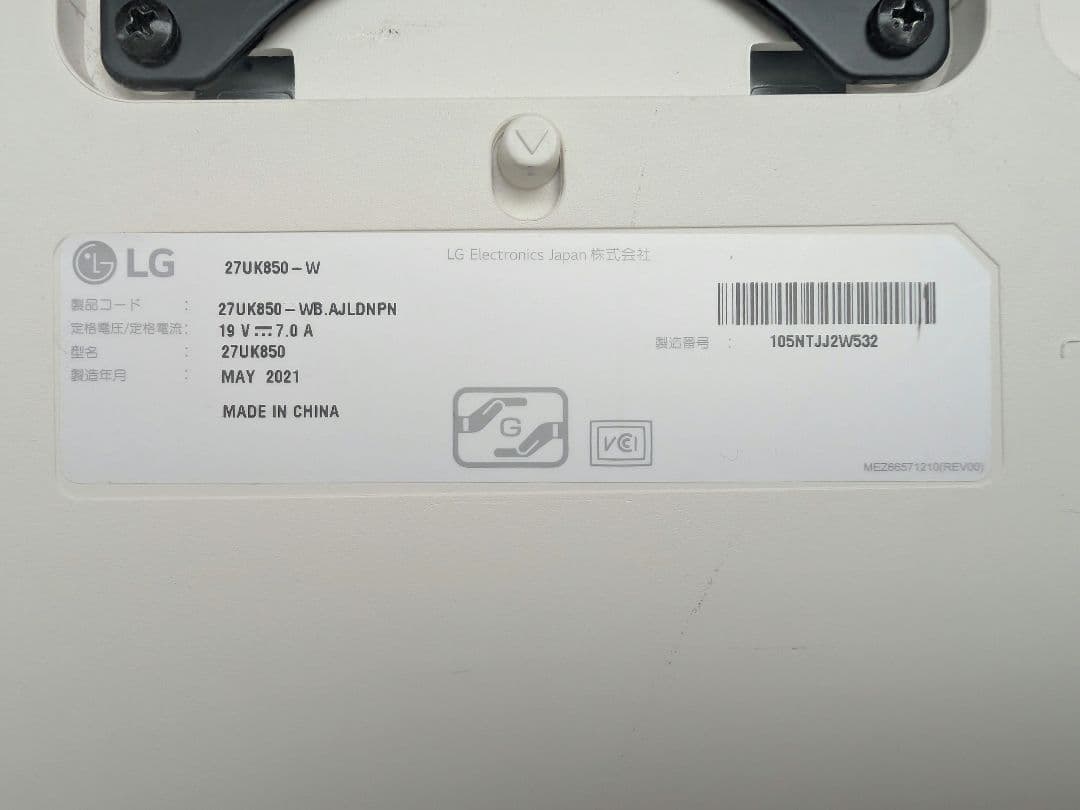 LG
27UK850-W
LG Electronics Japan 株式会社
製品コード : 27UK850-WB.AJLDNPN
定格電圧/定格電流: 19 V⎓7.0 A
型名 : 27UK850
製造年月 : MAY 2021
MADE IN CHINA
製造番号 : 105NTJJ2W532
G
VCI
MEZ66571210(REV00)